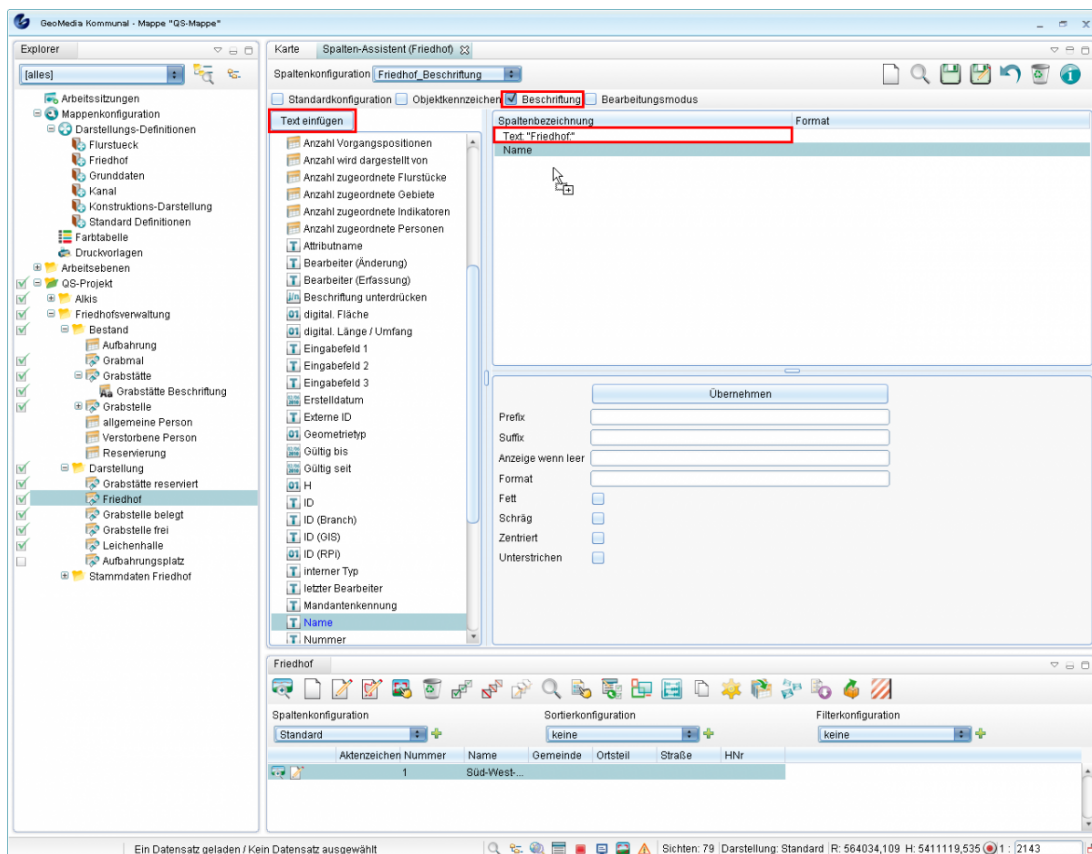 GeoMedia Kommunal - Mappe "QS-Mappe"
Explorer
[alles]
Arbeitssitzungen
Mappenkonfiguration
Darstellungs-Definitionen
Flurstueck
Friedhof
Grunddaten
Kanal
Konstruktions-Darstellung
Standard Definitionen
Farbtabelle
Druckvorlagen
Arbeitsebenen
QS-Projekt
Alkis
Friedhofsverwaltung
Bestand
Aufbahrung
Grabmal
Grabstätte
Grabstätte Beschriftung
Grabstelle
allgemeine Person
Verstorbene Person
Reservierung
Darstellung
Grabstätte reserviert
Friedhof
Grabstelle belegt
Grabstelle frei
Leichenhalle
Aufbahrungsplatz
Stammdaten Friedhof
Karte Spalten-Assistent (Friedhof)
Spaltenkonfiguration Friedhof_Beschriftung
Standardkonfiguration Objektkennzeichen Beschriftung Bearbeitungsmodus
Text einfügen
Anzahl Vorgangspositionen
Anzahl wird dargestellt von
Anzahl zugeordnete Flurstücke
Anzahl zugeordnete Gebiete
Anzahl zugeordnete Indikatoren
Anzahl zugeordnete Personen
Attributname
Bearbeiter (Änderung)
Bearbeiter (Erfassung)
Beschriftung unterdrücken
digital. Fläche
digital. Länge / Umfang
Eingabefeld 1
Eingabefeld 2
Eingabefeld 3
Erstelldatum
Externe ID
Geometrietyp
Gültig bis
Gültig seit
H
ID
ID (Branch)
ID (GIS)
ID (RPI)
interner Typ
letzter Bearbeiter
Mandantenkennung
Name
Nummer
Spaltenbezeichnung Format
Text: "Friedhof:"
Name
Übernehmen
Prefix
Suffix
Anzeige wenn leer
Format
Fett
Schräg
Zentriert
Unterstrichen
Friedhof
Spaltenkonfiguration Sortierkonfiguration Filterkonfiguration
Standard keine keine
Aktenzeichen Nummer Name Gemeinde Ortsteil Straße HNr
1 Süd-West-...
Ein Datensatz geladen / Kein Datensatz ausgewählt Sichten: 79 Darstellung: Standard R: 564034,109 H: 5411119,535 1 : 2143